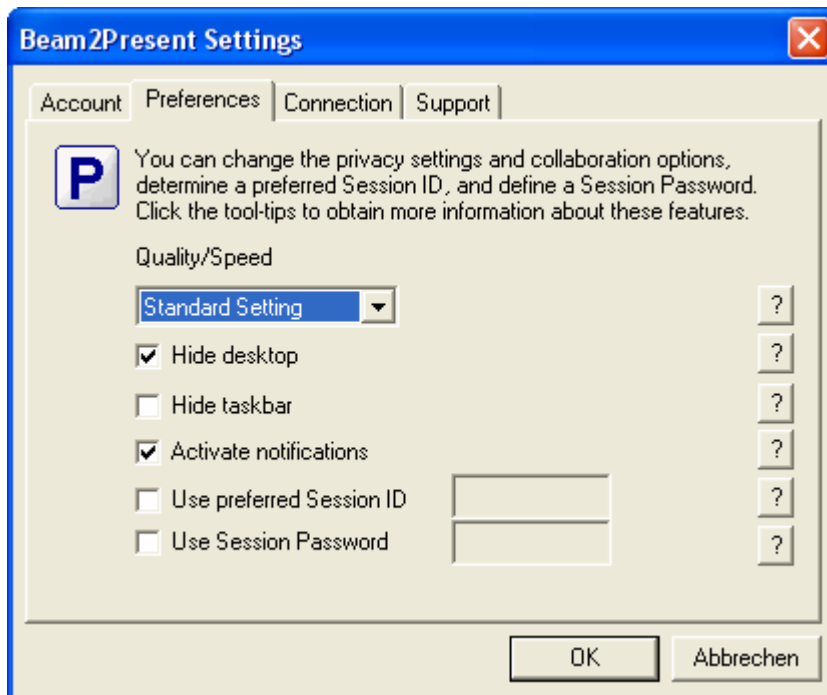 Beam2Present Settings
Account Preferences Connection Support
P
You can change the privacy settings and collaboration options,
determine a preferred Session ID, and define a Session Password.
Click the tool-tips to obtain more information about these features.
Quality/Speed
Standard Setting ?
Hide desktop ?
Hide taskbar ?
Activate notifications ?
Use preferred Session ID ?
Use Session Password ?
OK Abbrechen